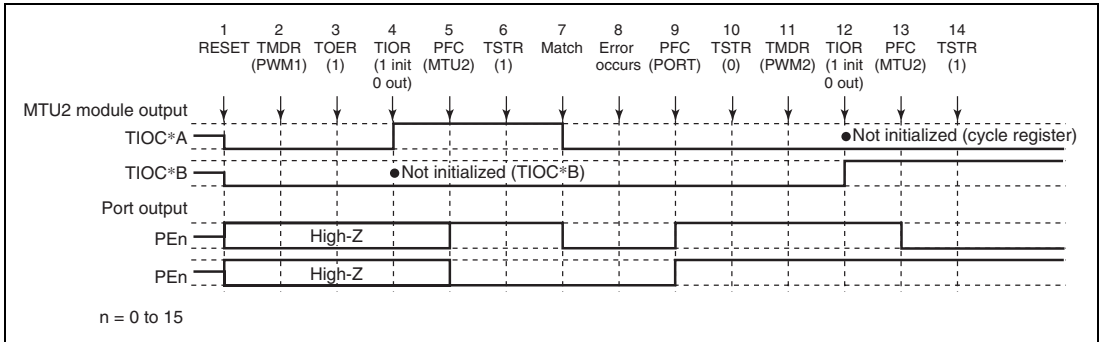 1 2 3 4 5 6 7 8 9 10 11 12 13 14
RESET TMDR TOER TIOR PFC TSTR Match Error PFC TSTR TMDR TIOR PFC TSTR
(PWM1) (1) (1 init (MTU2) (1) occurs (PORT) (0) (PWM2) (1 init (MTU2) (1)
0 out) 0 out)
MTU2 module output
TIOC*A ●Not initialized (cycle register)
TIOC*B ●Not initialized (TIOC*B)
Port output
PEn High-Z
PEn High-Z
n = 0 to 15